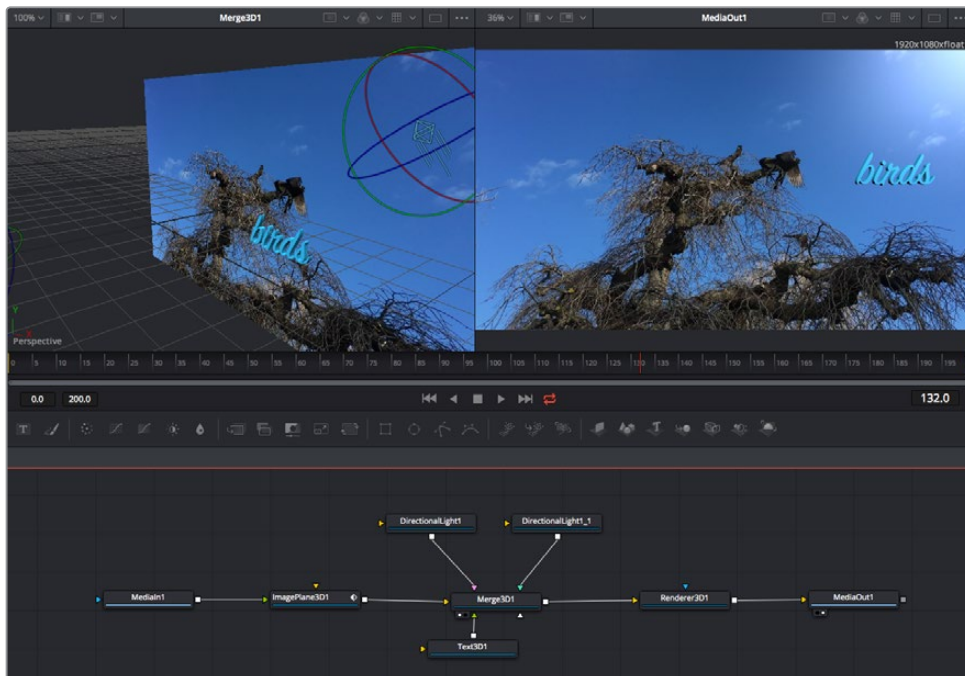 100%
Merge3D1
36%
MediaOut1
1920x1080xfloat
birds
birds
Y
X
Perspective
0 5 10 15 20 25 30 35 40 45 50 55 60 65 70 75 80 85 90 95 100 105 110 115 120 125 130 135 140 145 150 155 160 165 170 175 180 185 190 195
0.0 200.0 132.0
T
DirectionalLight1
DirectionalLight1_1
MediaIn1
ImagePlane3D1
Merge3D1
Renderer3D1
MediaOut1
Text3D1